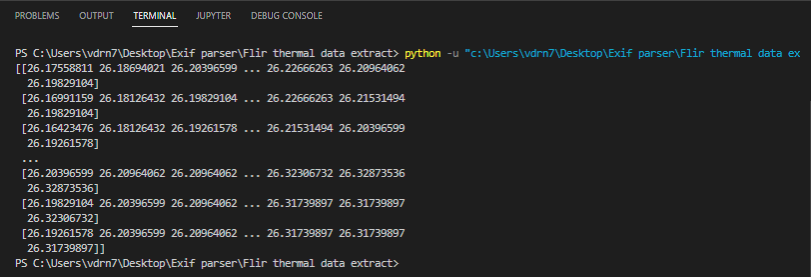 PROBLEMS OUTPUT TERMINAL JUPYTER DEBUG CONSOLE
PS C:\Users\vdrn7\Desktop\Exif parser\Flir thermal data extract> python -u "c:\Users\vdrn7\Desktop\Exif parser\Flir thermal data ex
[[26.17558811 26.18694021 26.20396599 ... 26.22666263 26.20964062
26.19829104]
[26.16991159 26.18126432 26.19829104 ... 26.22666263 26.21531494
26.19829104]
[26.16423476 26.18126432 26.19261578 ... 26.21531494 26.20396599
26.19261578]
...
[26.20396599 26.20964062 26.20964062 ... 26.32306732 26.32873536
26.32873536]
[26.19829104 26.20396599 26.20964062 ... 26.31739897 26.31739897
26.32306732]
[26.19261578 26.20396599 26.20964062 ... 26.31739897 26.31739897
26.31739897]]
PS C:\Users\vdrn7\Desktop\Exif parser\Flir thermal data extract>